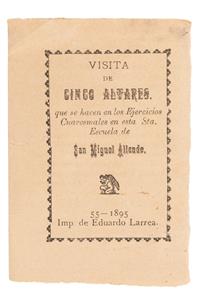 VISITA
DE
CINCO ALTARES.
que se hacen en los Ejercicios
Cuaresmales en esta Sta.
Escuela de
San Miguel Allende.
55—1895
Imp. de Eduardo Larrea.